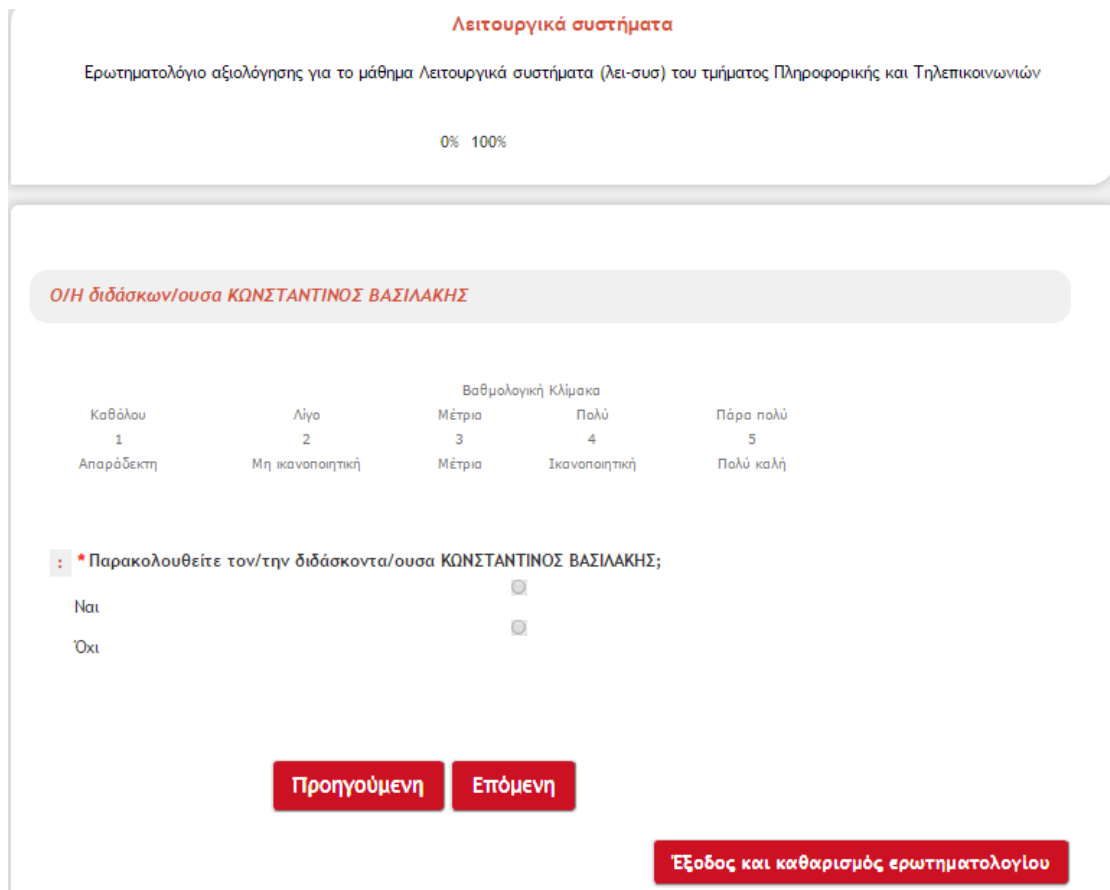 Λειτουργικά συστήματα
Ερωτηματολόγιο αξιολόγησης για το μάθημα Λειτουργικά συστήματα (λει-συσ) του τμήματος Πληροφορικής και Τηλεπικοινωνιών
0% 100%
Ο/Η διδάσκων/ουσα ΚΩΝΣΤΑΝΤΙΝΟΣ ΒΑΣΙΛΑΚΗΣ
Βαθμολογική Κλίμακα
Καθόλου Λίγο Μέτρια Πολύ Πάρα πολύ
1 2 3 4 5
Απαράδεκτη Μη ικανοποιητική Μέτρια Ικανοποιητική Πολύ καλή
: * Παρακολουθείτε τον/την διδάσκοντα/ουσα ΚΩΝΣΤΑΝΤΙΝΟΣ ΒΑΣΙΛΑΚΗΣ;
Ναι
Όχι
Προηγούμενη Επόμενη
Έξοδος και καθαρισμός ερωτηματολογίου